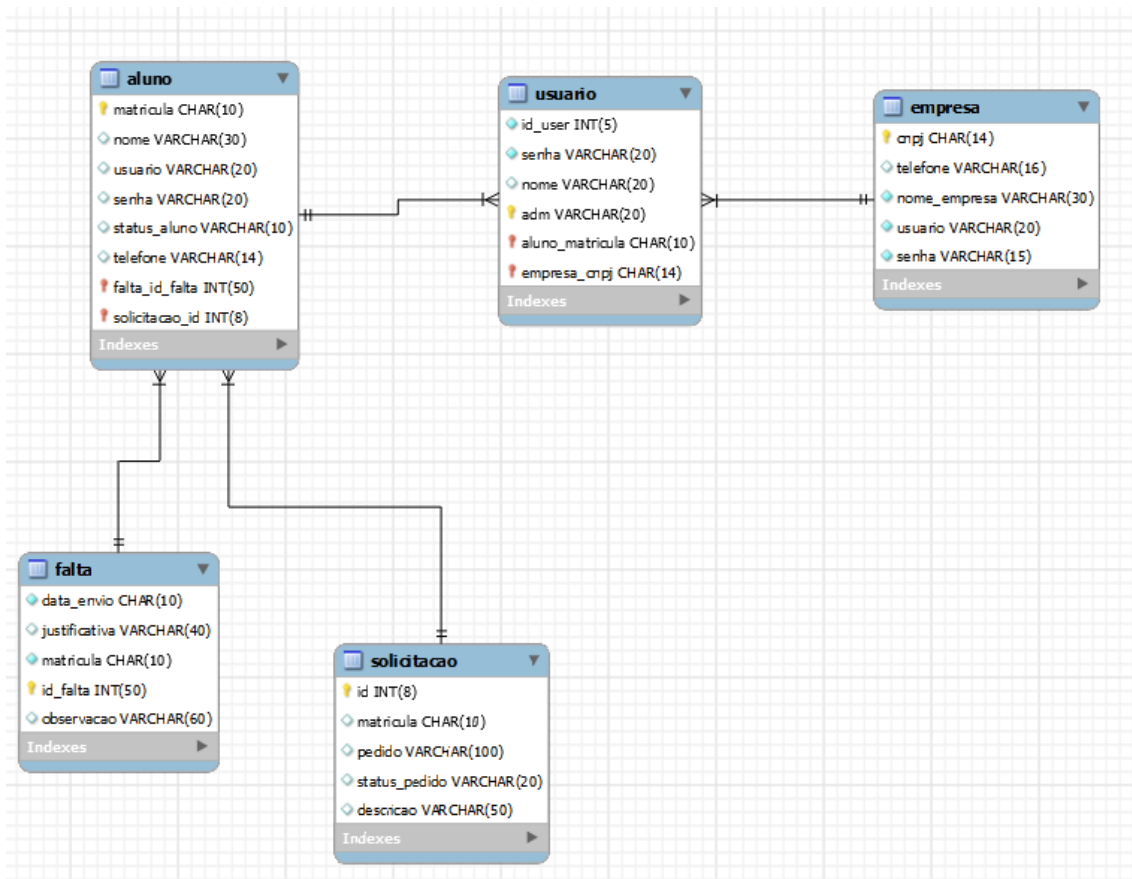 aluno
matricula CHAR(10)
nome VARCHAR(30)
usuario VARCHAR(20)
senha VARCHAR(20)
status_aluno VARCHAR(10)
telefone VARCHAR(14)
falta_id_falta INT(50)
solicitacao_id INT(8)
Indexes
usuario
id_user INT(5)
senha VARCHAR(20)
nome VARCHAR(20)
adm VARCHAR(20)
aluno_matricula CHAR(10)
empresa_cnpj CHAR(14)
Indexes
empresa
cnpj CHAR(14)
telefone VARCHAR(16)
nome_empresa VARCHAR(30)
usuario VARCHAR(20)
senha VARCHAR(15)
Indexes
falta
data_envio CHAR(10)
justificativa VARCHAR(40)
matricula CHAR(10)
id_falta INT(50)
observacao VARCHAR(60)
Indexes
solicitacao
id INT(8)
matricula CHAR(10)
pedido VARCHAR(100)
status_pedido VARCHAR(20)
descricao VARCHAR(50)
Indexes